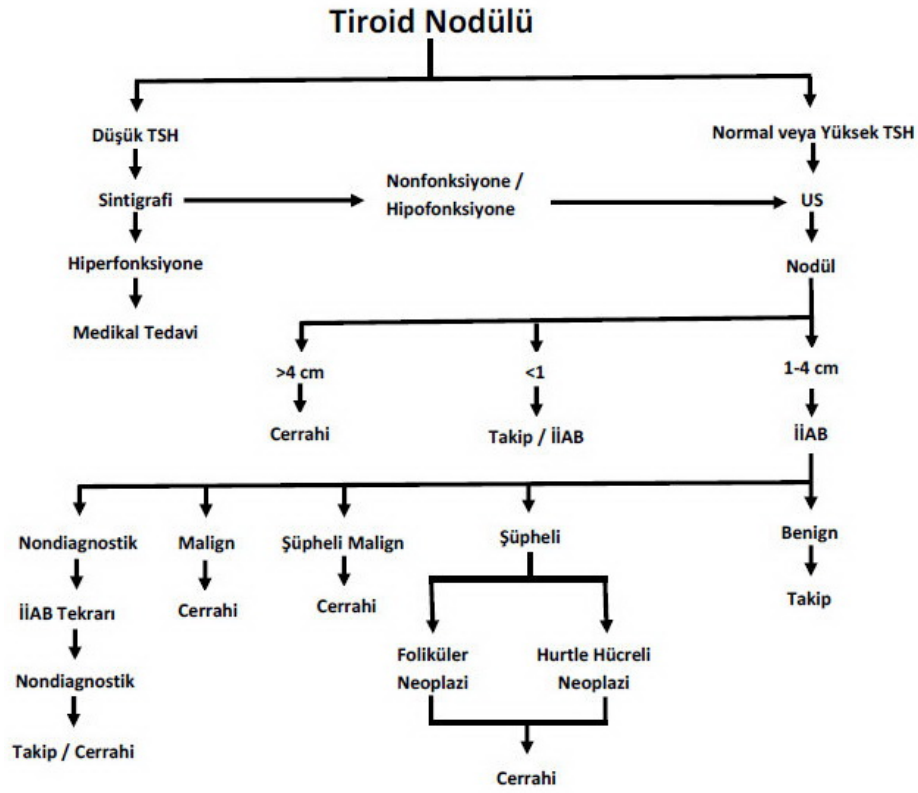 Tiroid Nodülü
Düşük TSH
Normal veya Yüksek TSH
Sintigrafi
Nonfonksiyone /
Hipofonksiyone
US
Hiperfonksiyone
Nodül
Medikal Tedavi
>4 cm
<1
1-4 cm
Cerrahi
Takip / İİAB
İİAB
Nondiagnostik
Malign
Şüpheli Malign
Şüpheli
Benign
İİAB Tekrarı
Cerrahi
Cerrahi
Takip
Nondiagnostik
Foliküler
Neoplazi
Hurtle Hücreli
Neoplazi
Takip / Cerrahi
Cerrahi